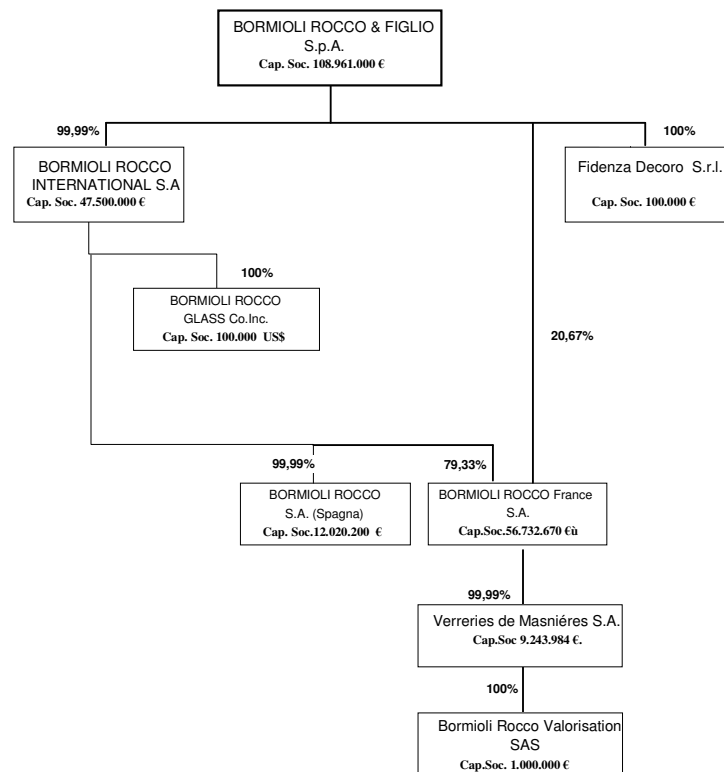 BORMIOLI ROCCO & FIGLIO
S.p.A.
Cap. Soc. 108.961.000 €
99,99%
100%
BORMIOLI ROCCO
INTERNATIONAL S.A
Cap. Soc. 47.500.000 €
Fidenza Decoro S.r.l.
Cap. Soc. 100.000 €
100%
BORMIOLI ROCCO
GLASS Co.Inc.
Cap. Soc. 100.000 US$
20,67%
99,99%
79,33%
BORMIOLI ROCCO
S.A. (Spagna)
Cap. Soc.12.020.200 €
BORMIOLI ROCCO France
S.A.
Cap.Soc.56.732.670 €ù
99,99%
Verreries de Masniéres S.A.
Cap.Soc 9.243.984 €.
100%
Bormioli Rocco Valorisation
SAS
Cap.Soc. 1.000.000 €